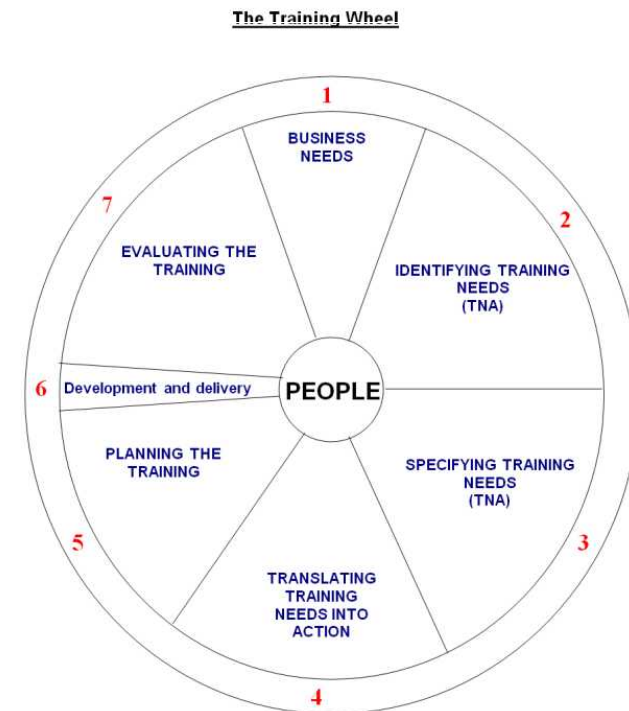 The Training Wheel
1
BUSINESS
NEEDS
2
IDENTIFYING TRAINING
NEEDS
(TNA)
3
SPECIFYING TRAINING
NEEDS
(TNA)
4
TRANSLATING
TRAINING
NEEDS INTO
ACTION
5
PLANNING THE
TRAINING
6
Development and delivery
7
EVALUATING THE
TRAINING
PEOPLE